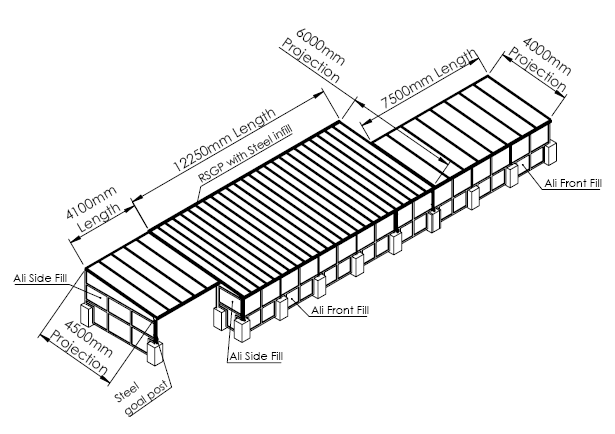 6000mm
Projection
4000mm
Projection
7500mm Length
12250mm Length
RSGP with Steel infill
4100mm
Length
Ali Front Fill
Ali Side Fill
Ali Front Fill
4500mm
Projection
Ali Side Fill
Steel
goal post